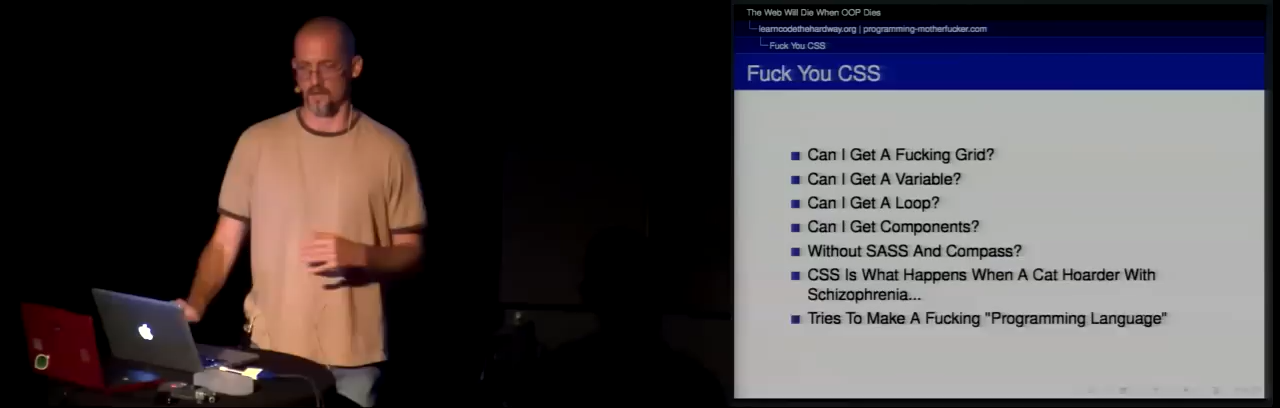 The Web Will Die When OOP Dies
learncodethehardway.org | programming-motherfucker.com
Fuck You CSS
Fuck You CSS
Can I Get A Fucking Grid?
Can I Get A Variable?
Can I Get A Loop?
Can I Get Components?
Without SASS And Compass?
CSS Is What Happens When A Cat Hoarder With
Schizophrenia...
Tries To Make A Fucking "Programming Language"